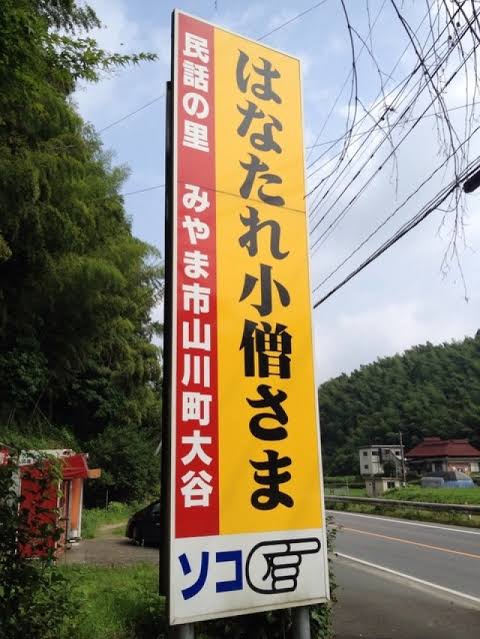 はなたれ小僧さま
民話の里 みやま市山川町大谷
ソコ